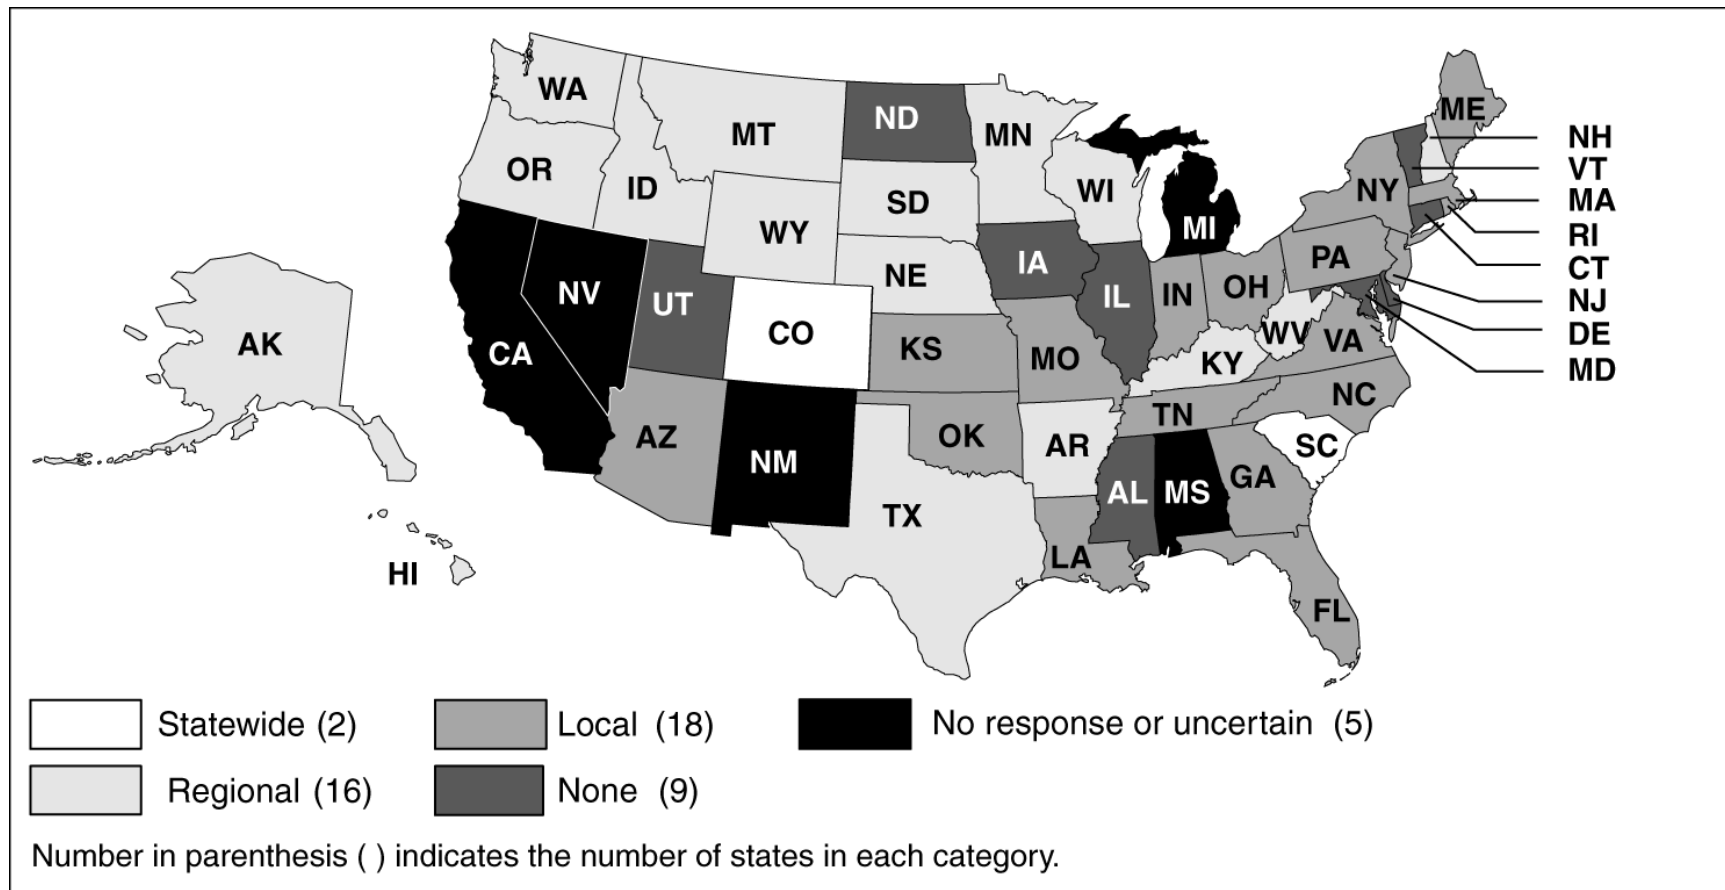 WA
MT
ND
MN
ME
NH
VT
MA
RI
CT
NJ
DE
MD
OR
ID
SD
WI
MI
NY
WY
NE
IA
PA
NV
UT
CO
IL
IN
OH
WV
VA
AK
CA
KS
MO
KY
NC
AZ
NM
OK
AR
TN
SC
TX
AL
MS
GA
LA
HI
FL
Statewide (2)
Local (18)
No response or uncertain (5)
Regional (16)
None (9)
Number in parenthesis ( ) indicates the number of states in each category.